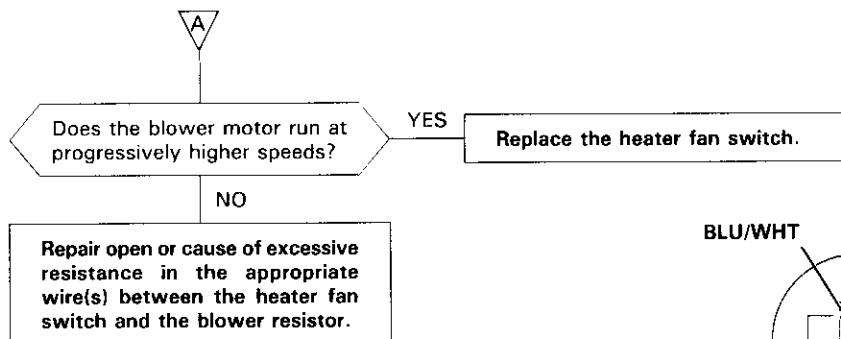 A
Does the blower motor run at
progressively higher speeds?
YES
Replace the heater fan switch.
NO
Repair open or cause of excessive
resistance in the appropriate
wire(s) between the heater fan
switch and the blower resistor.
BLU/WHT